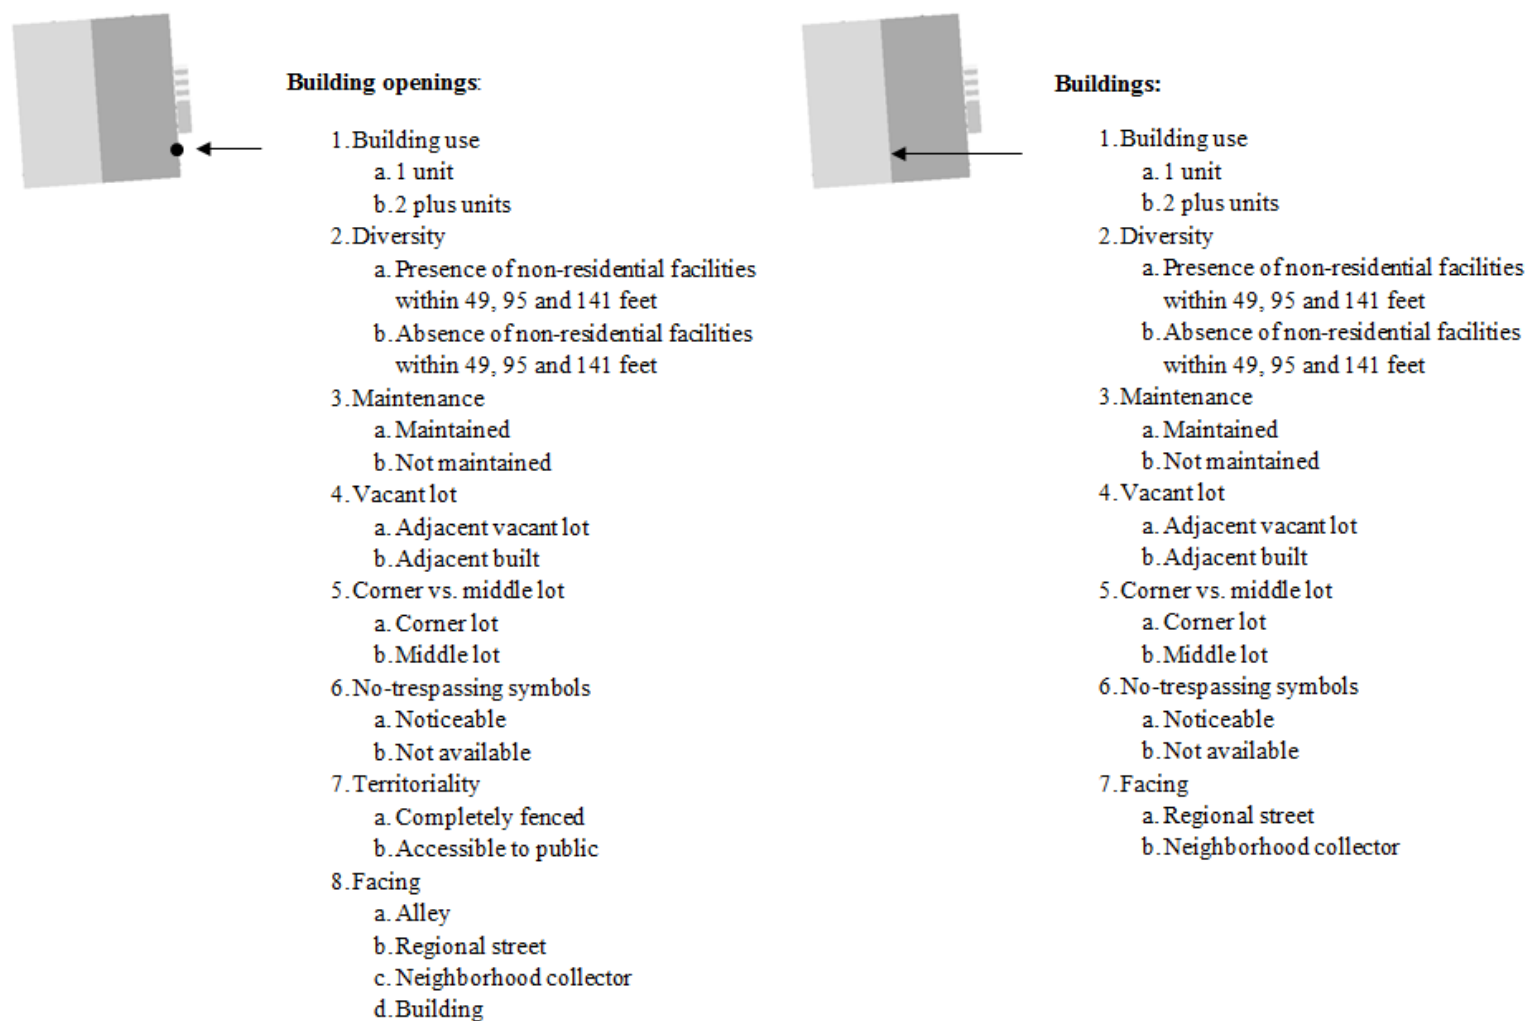 Building openings:
1. Building use
a. 1 unit
b. 2 plus units
2. Diversity
a. Presence of non-residential facilities
within 49, 95 and 141 feet
b. Absence of non-residential facilities
within 49, 95 and 141 feet
3. Maintenance
a. Maintained
b. Not maintained
4. Vacant lot
a. Adjacent vacant lot
b. Adjacent built
5. Corner vs. middle lot
a. Corner lot
b. Middle lot
6. No-trespassing symbols
a. Noticeable
b. Not available
7. Territoriality
a. Completely fenced
b. Accessible to public
8. Facing
a. Alley
b. Regional street
c. Neighborhood collector
d. Building
Buildings:
1. Building use
a. 1 unit
b. 2 plus units
2. Diversity
a. Presence of non-residential facilities
within 49, 95 and 141 feet
b. Absence of non-residential facilities
within 49, 95 and 141 feet
3. Maintenance
a. Maintained
b. Not maintained
4. Vacant lot
a. Adjacent vacant lot
b. Adjacent built
5. Corner vs. middle lot
a. Corner lot
b. Middle lot
6. No-trespassing symbols
a. Noticeable
b. Not available
7. Facing
a. Regional street
b. Neighborhood collector